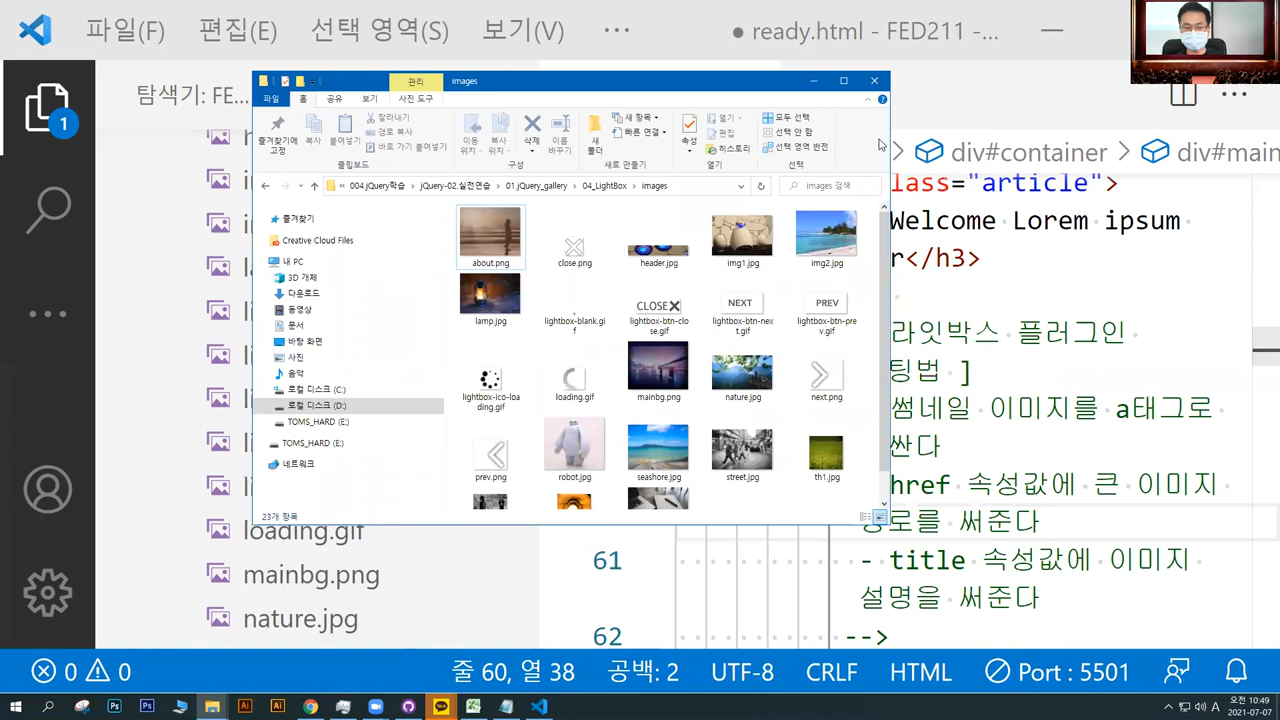 파일(F) 편집(E) 선택 영역(S) 보기(V) ··· ● ready.html - FED211 -...
탐색기: FE...
1
관리 images
파일 홈 공유 보기 사진 도구
즐겨찾기에 고정
복사
붙여넣기
잘라내기
경로 복사
바로 가기 붙여넣기
클립보드
이동 위치
복사 위치
삭제
이름 바꾸기
구성
새 폴더
새 항목
빠른 연결
새로 만들기
속성
열기
편집
히스토리
열기
모두 선택
선택 안 함
선택 영역 반전
선택
« 004.jQuery학습 › jQuery-02.실전연습 › 01.jQuery_gallery › 04_LightBox › images
images 검색
즐겨찾기
Creative Cloud Files
내 PC
3D 개체
다운로드
동영상
문서
바탕 화면
사진
음악
로컬 디스크 (C:)
로컬 디스크 (D:)
TOMS_HARD (E:)
TOMS_HARD (E:)
네트워크
about.png
close.png
header.jpg
img1.jpg
img2.jpg
CLOSE X
NEXT
PREV
lamp.jpg
lightbox-blank.gif
lightbox-btn-close.gif
lightbox-btn-next.gif
lightbox-btn-prev.gif
lightbox-ico-loading.gif
loading.gif
mainbg.png
nature.jpg
next.png
prev.png
robot.jpg
seashore.jpg
street.jpg
th1.jpg
23개 항목
loading.gif
mainbg.png
nature.jpg
div#container › div#main
lass="article">
Welcome Lorem ipsum
r</h3>
라잇박스 플러그인
팅법 ]
썸네일 이미지를 a태그로
싼다
href 속성값에 큰 이미지
경로를 써준다
61 - title 속성값에 이미지
설명을 써준다
62 -->
0 0 줄 60, 열 38 공백: 2 UTF-8 CRLF HTML Port : 5501
A 오전 10:49
2021-07-07